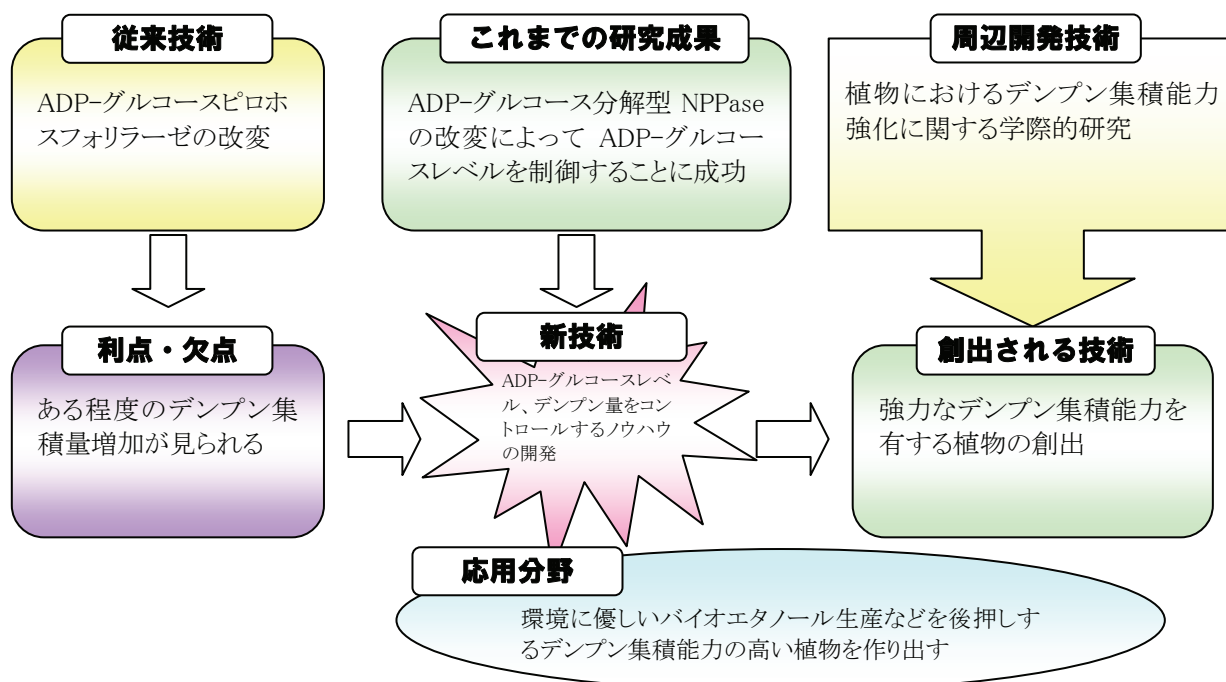 従来技術
ADP-グルコースピロホ
スフォリラーゼの改変
これまでの研究成果
ADP-グルコース分解型 NPPase
の改変によって ADP-グルコー
スレベルを制御することに成功
周辺開発技術
植物におけるデンプン集積能力
強化に関する学際的研究
利点・欠点
ある程度のデンプン集
積量増加が見られる
新技術
ADP-グルコースレベ
ル、デンプン量をコン
トロールするノウハウ
の開発
創出される技術
強力なデンプン集積能力を
有する植物の創出
応用分野
環境に優しいバイオエタノール生産などを後押しす
るデンプン集積能力の高い植物を作り出す